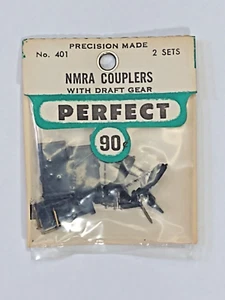 PRECISION MADE
No. 401 2 SETS
NMRA COUPLERS
WITH DRAFT GEAR
PERFECT
90¢